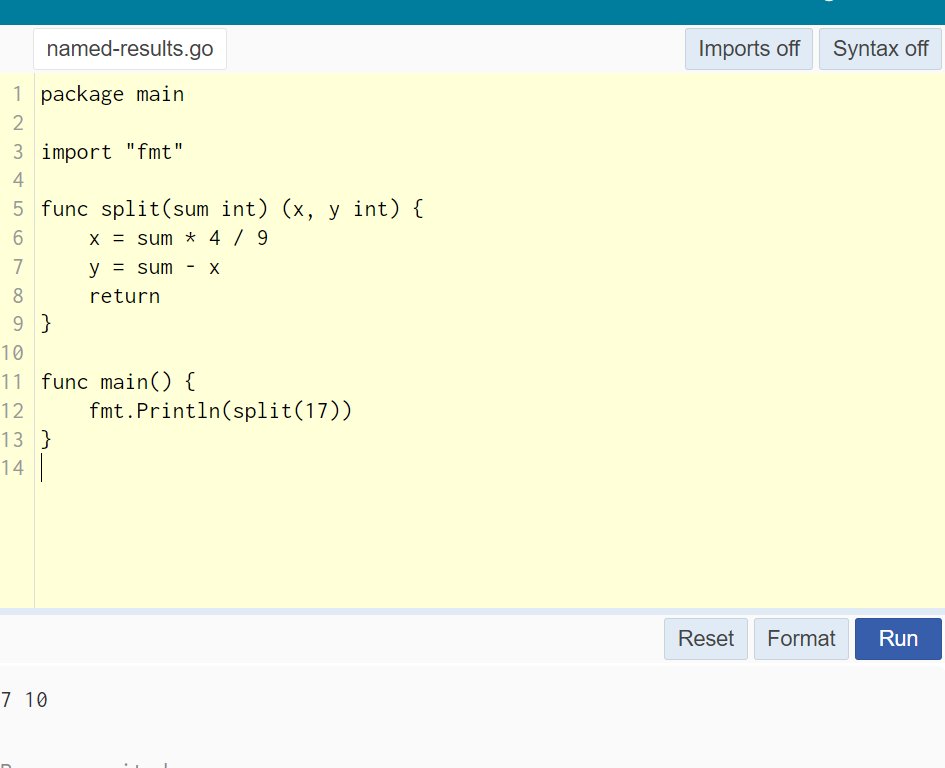 named-results.go Imports off Syntax off
1 package main
2
3 import "fmt"
4
5 func split(sum int) (x, y int) {
6     x = sum * 4 / 9
7     y = sum - x
8     return
9 }
10
11 func main() {
12     fmt.Println(split(17))
13 }
14
Reset Format Run
7 10